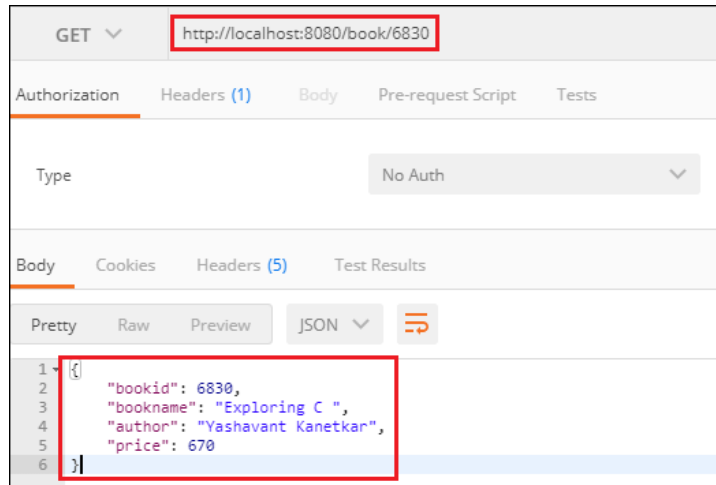 GET http://localhost:8080/book/6830
Authorization Headers (1) Body Pre-request Script Tests
Type No Auth
Body Cookies Headers (5) Test Results
Pretty Raw Preview JSON
1 {
2 "bookid": 6830,
3 "bookname": "Exploring C ",
4 "author": "Yashavant Kanetkar",
5 "price": 670
6 }